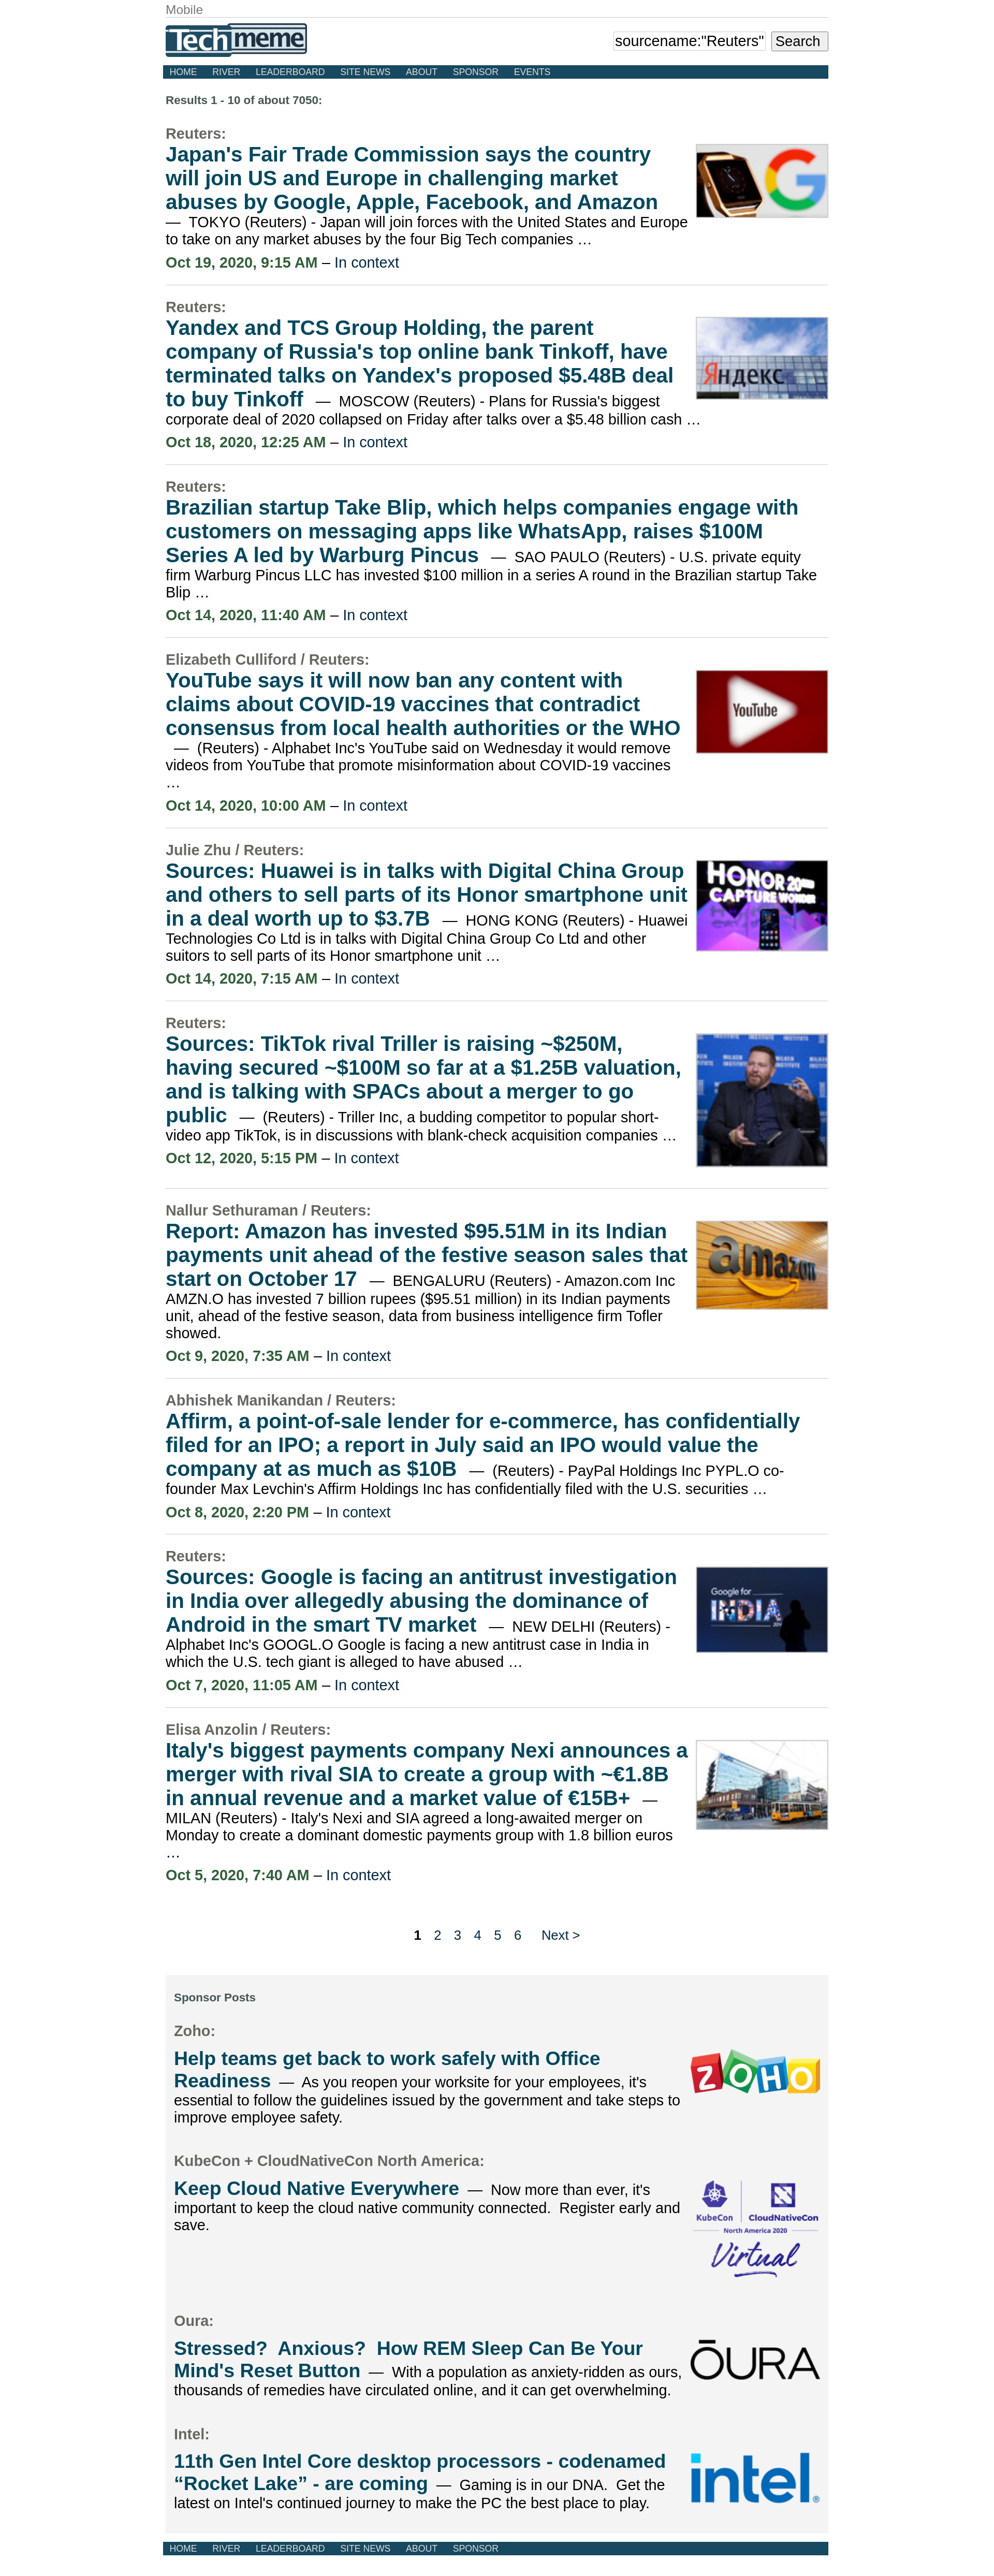 Mobile
Techmeme
sourcename:"Reuters"
Search
HOME RIVER LEADERBOARD SITE NEWS ABOUT SPONSOR EVENTS
Results 1 - 10 of about 7050:
Reuters:
Japan's Fair Trade Commission says the country
will join US and Europe in challenging market
abuses by Google, Apple, Facebook, and Amazon
— TOKYO (Reuters) - Japan will join forces with the United States and Europe
to take on any market abuses by the four Big Tech companies …
Oct 19, 2020, 9:15 AM – In context
Reuters:
Yandex and TCS Group Holding, the parent
company of Russia's top online bank Tinkoff, have
terminated talks on Yandex's proposed $5.48B deal
to buy Tinkoff — MOSCOW (Reuters) - Plans for Russia's biggest
corporate deal of 2020 collapsed on Friday after talks over a $5.48 billion cash …
Яндекс
Oct 18, 2020, 12:25 AM – In context
Reuters:
Brazilian startup Take Blip, which helps companies engage with
customers on messaging apps like WhatsApp, raises $100M
Series A led by Warburg Pincus — SAO PAULO (Reuters) - U.S. private equity
firm Warburg Pincus LLC has invested $100 million in a series A round in the Brazilian startup Take
Blip …
Oct 14, 2020, 11:40 AM – In context
Elizabeth Culliford / Reuters:
YouTube says it will now ban any content with
claims about COVID-19 vaccines that contradict
consensus from local health authorities or the WHO
— (Reuters) - Alphabet Inc's YouTube said on Wednesday it would remove
videos from YouTube that promote misinformation about COVID-19 vaccines
…
YouTube
Oct 14, 2020, 10:00 AM – In context
Julie Zhu / Reuters:
Sources: Huawei is in talks with Digital China Group
and others to sell parts of its Honor smartphone unit
in a deal worth up to $3.7B — HONG KONG (Reuters) - Huawei
Technologies Co Ltd is in talks with Digital China Group Co Ltd and other
suitors to sell parts of its Honor smartphone unit …
HONOR 20
CAPTURE WONDER
Oct 14, 2020, 7:15 AM – In context
Reuters:
Sources: TikTok rival Triller is raising ~$250M,
having secured ~$100M so far at a $1.25B valuation,
and is talking with SPACs about a merger to go
public — (Reuters) - Triller Inc, a budding competitor to popular short-
video app TikTok, is in discussions with blank-check acquisition companies …
Oct 12, 2020, 5:15 PM – In context
Nallur Sethuraman / Reuters:
Report: Amazon has invested $95.51M in its Indian
payments unit ahead of the festive season sales that
start on October 17 — BENGALURU (Reuters) - Amazon.com Inc
AMZN.O has invested 7 billion rupees ($95.51 million) in its Indian payments
unit, ahead of the festive season, data from business intelligence firm Tofler
showed.
amazon
Oct 9, 2020, 7:35 AM – In context
Abhishek Manikandan / Reuters:
Affirm, a point-of-sale lender for e-commerce, has confidentially
filed for an IPO; a report in July said an IPO would value the
company at as much as $10B — (Reuters) - PayPal Holdings Inc PYPL.O co-
founder Max Levchin's Affirm Holdings Inc has confidentially filed with the U.S. securities …
Oct 8, 2020, 2:20 PM – In context
Reuters:
Sources: Google is facing an antitrust investigation
in India over allegedly abusing the dominance of
Android in the smart TV market — NEW DELHI (Reuters) -
Alphabet Inc's GOOGL.O Google is facing a new antitrust case in India in
which the U.S. tech giant is alleged to have abused …
Google for
INDIA
Oct 7, 2020, 11:05 AM – In context
Elisa Anzolin / Reuters:
Italy's biggest payments company Nexi announces a
merger with rival SIA to create a group with ~€1.8B
in annual revenue and a market value of €15B+ —
MILAN (Reuters) - Italy's Nexi and SIA agreed a long-awaited merger on
Monday to create a dominant domestic payments group with 1.8 billion euros
…
Oct 5, 2020, 7:40 AM – In context
1 2 3 4 5 6 Next >
Sponsor Posts
Zoho:
Help teams get back to work safely with Office
Readiness — As you reopen your worksite for your employees, it's
essential to follow the guidelines issued by the government and take steps to
improve employee safety.
ZOHO
KubeCon + CloudNativeCon North America:
Keep Cloud Native Everywhere — Now more than ever, it's
important to keep the cloud native community connected. Register early and
save.
KubeCon CloudNativeCon
North America 2020
Virtual
Oura:
Stressed? Anxious? How REM Sleep Can Be Your
Mind's Reset Button — With a population as anxiety-ridden as ours,
thousands of remedies have circulated online, and it can get overwhelming.
ŌURA
Intel:
11th Gen Intel Core desktop processors - codenamed
“Rocket Lake” - are coming — Gaming is in our DNA. Get the
latest on Intel's continued journey to make the PC the best place to play.
intel®
HOME RIVER LEADERBOARD SITE NEWS ABOUT SPONSOR